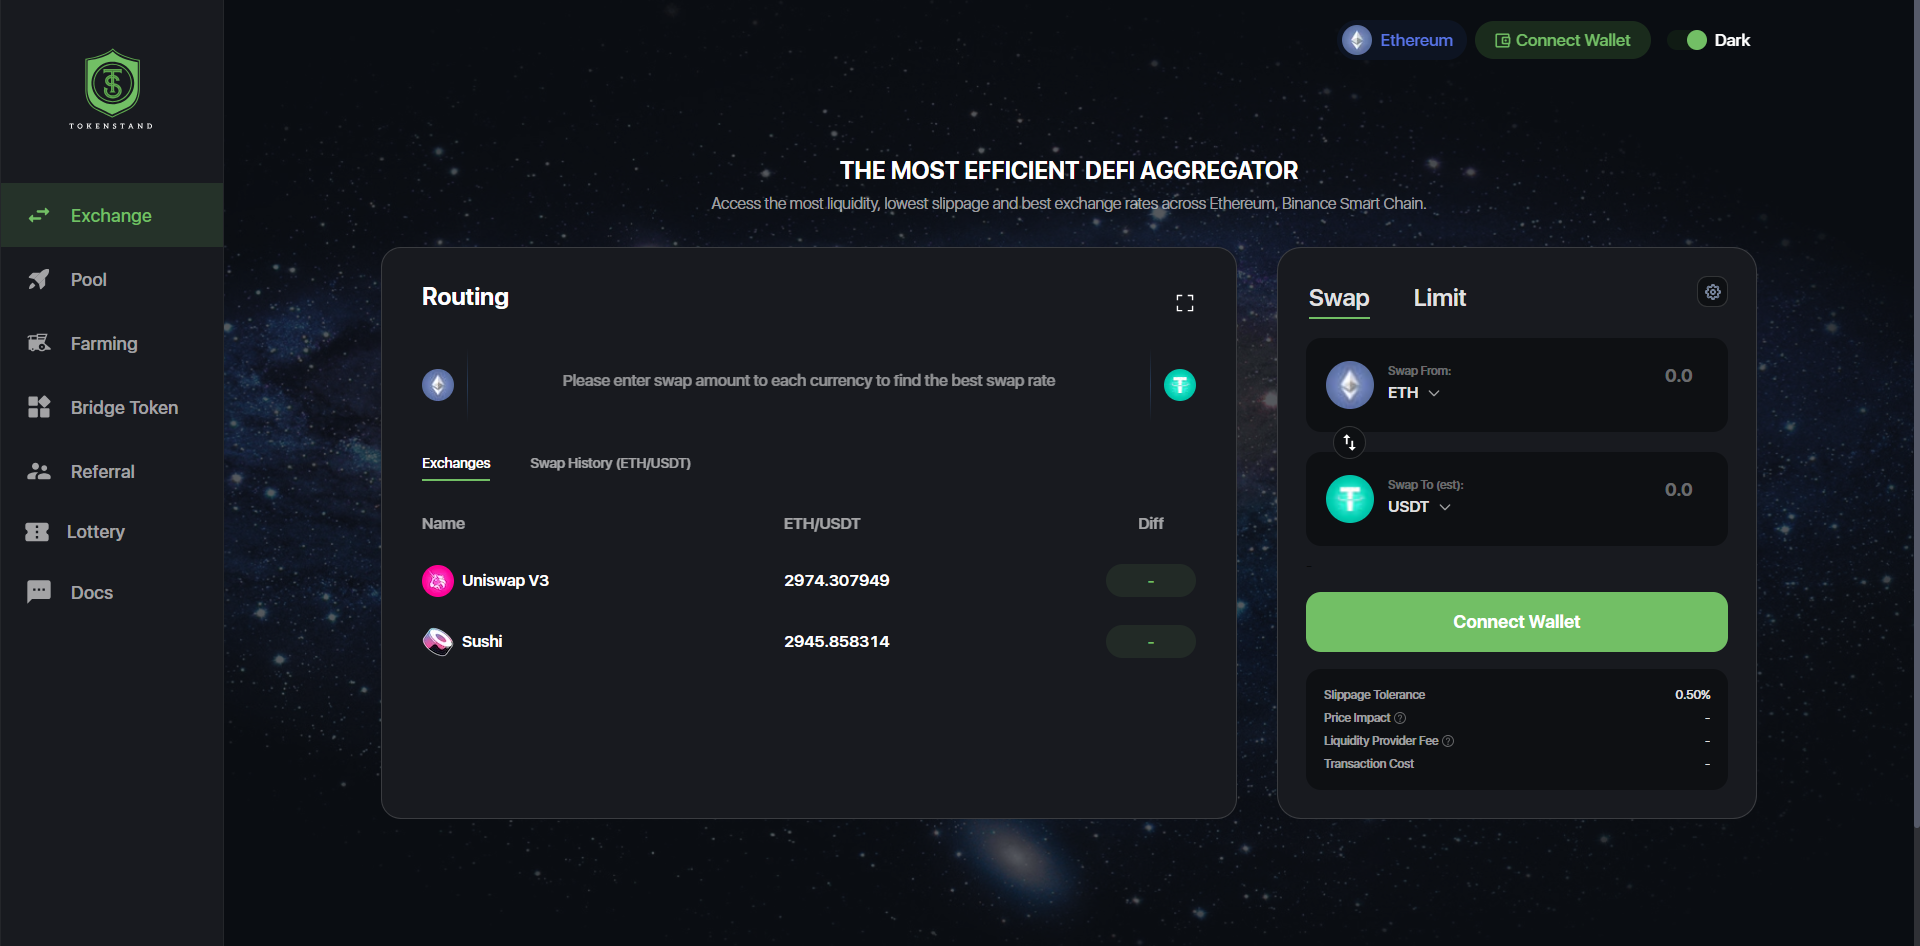 TOKENSTAND
Exchange
Pool
Farming
Bridge Token
Referral
Lottery
Docs
Ethereum
Connect Wallet
Dark
THE MOST EFFICIENT DEFI AGGREGATOR
Access the most liquidity, lowest slippage and best exchange rates across Ethereum, Binance Smart Chain.
Routing
Please enter swap amount to each currency to find the best swap rate
Exchanges Swap History (ETH/USDT)
Name ETH/USDT Diff
Uniswap V3 2974.307949 -
Sushi 2945.858314 -
Swap Limit
Swap From: 0.0
ETH
Swap To (est): 0.0
USDT
Connect Wallet
Slippage Tolerance 0.50%
Price Impact ? -
Liquidity Provider Fee ? -
Transaction Cost -